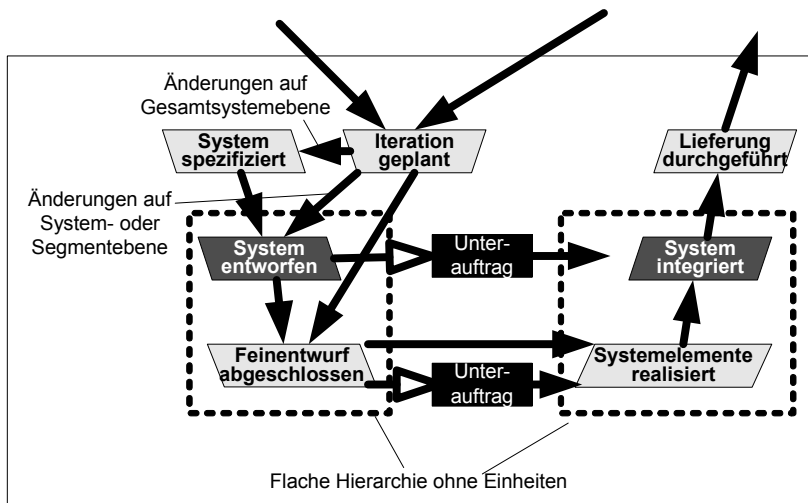 Änderungen auf
Gesamtsystemebene
System
spezifiziert
Iteration
geplant
Lieferung
durchgeführt
Änderungen auf
System- oder
Segmentebene
System
entworfen
Unter-
auftrag
System
integriert
Feinentwurf
abgeschlossen
Unter-
auftrag
Systemelemente
realisiert
Flache Hierarchie ohne Einheiten